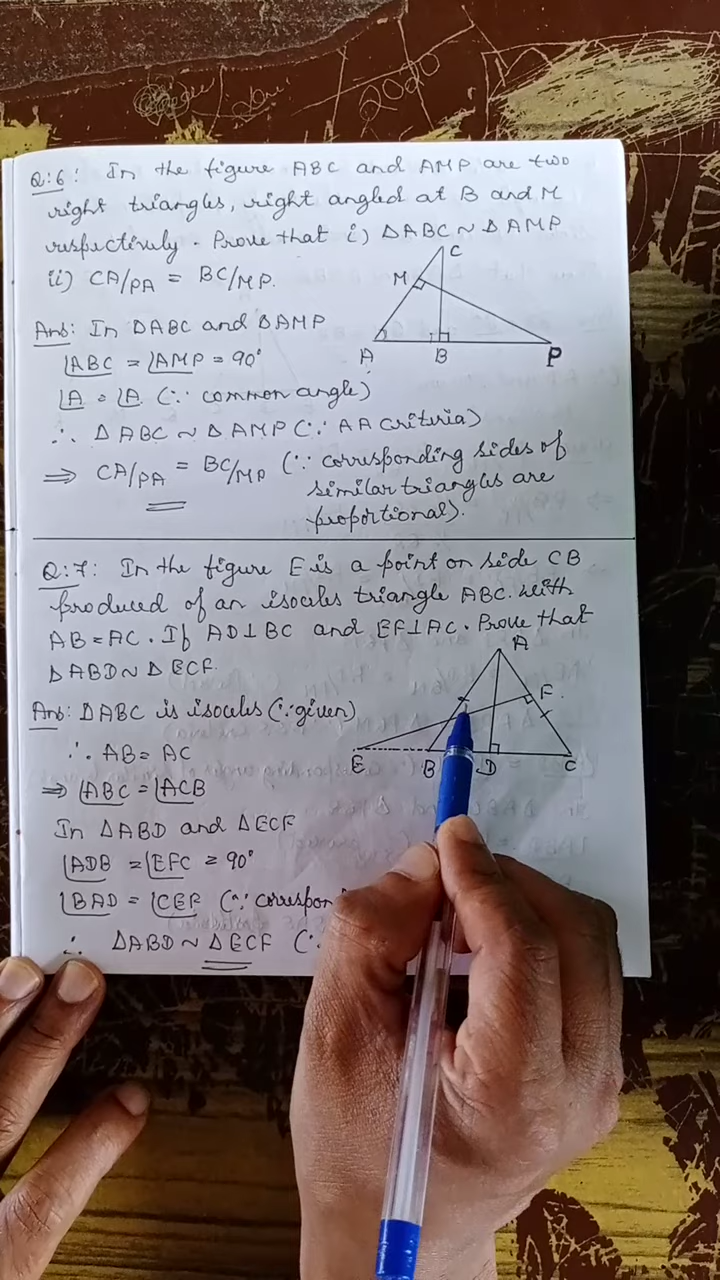 2000
Q:6: In the figure ABC and AMP are two
right triangles, right angled at B and M
respectively. Prove that i) ΔABC ~ ΔAMP
ii) CA/PA = BC/MP.
C
M
A
B
P
Ans: In ΔABC and ΔAMP
∠ABC = ∠AMP = 90°
∠A = ∠A (∵ common angle)
∴ ΔABC ~ ΔAMP (∵ AA criteria)
⇒ CA/PA = BC/MP (∵ corresponding sides of
similar triangles are
proportional).
Q:7: In the figure E is a point on side CB
produced of an isoceles triangle ABC. with
AB=AC. If AD⊥BC and EF⊥AC. Prove that
ΔABD ~ ΔECF.
A
F.
E
B
D
C
Ans: ΔABC is isoceles (∵ given)
∴ AB = AC
⇒ ∠ABC = ∠ACB
In ΔABD and ΔECF
∠ADB = ∠EFC = 90°
∠BAD = ∠CEF (∵ correspon
∴ ΔABD ~ ΔECF (∵